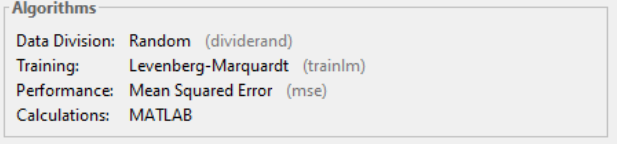 Algorithms
Data Division: Random (dividerand)
Training: Levenberg-Marquardt (trainlm)
Performance: Mean Squared Error (mse)
Calculations: MATLAB